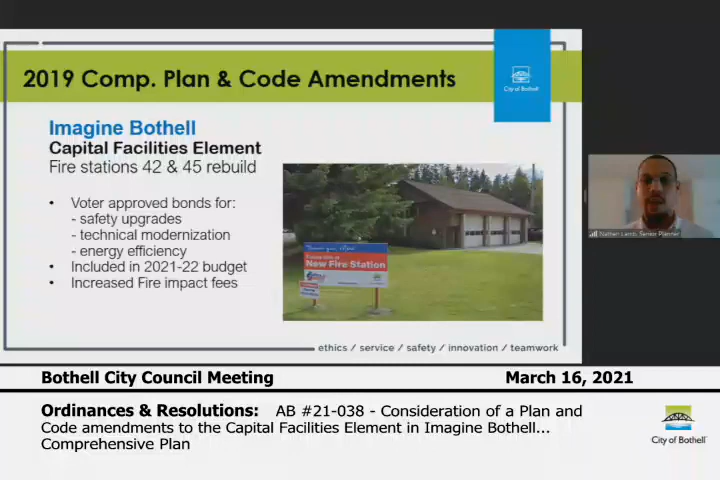 2019 Comp. Plan & Code Amendments
City of Bothell
Imagine Bothell
Capital Facilities Element
Fire stations 42 & 45 rebuild
• Voter approved bonds for:
- safety upgrades
- technical modernization
- energy efficiency
• Included in 2021-22 budget
• Increased Fire impact fees
New Fire Station
Nathan Lamb, Senior Planner
ethics / service / safety / innovation / teamwork
Bothell City Council Meeting
March 16, 2021
Ordinances & Resolutions: AB #21-038 - Consideration of a Plan and
Code amendments to the Capital Facilities Element in Imagine Bothell...
Comprehensive Plan
City of Bothell